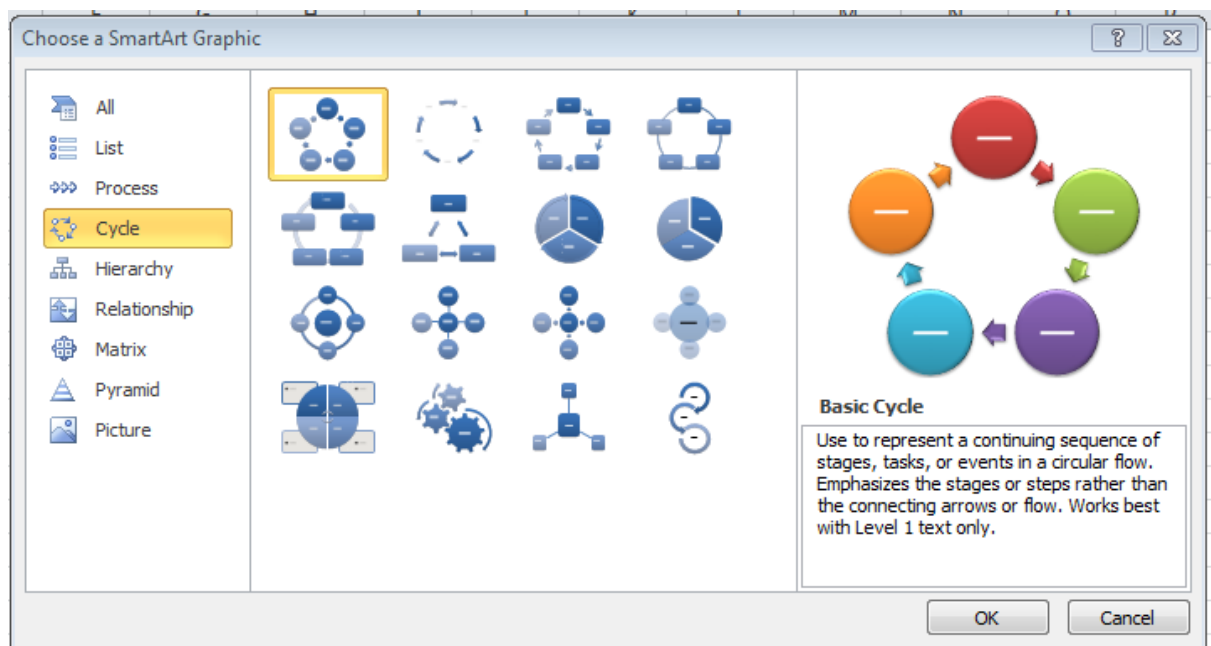 Choose a SmartArt Graphic
All
List
Process
Cycle
Hierarchy
Relationship
Matrix
Pyramid
Picture
Basic Cycle
Use to represent a continuing sequence of
stages, tasks, or events in a circular flow.
Emphasizes the stages or steps rather than
the connecting arrows or flow. Works best
with Level 1 text only.
OK
Cancel